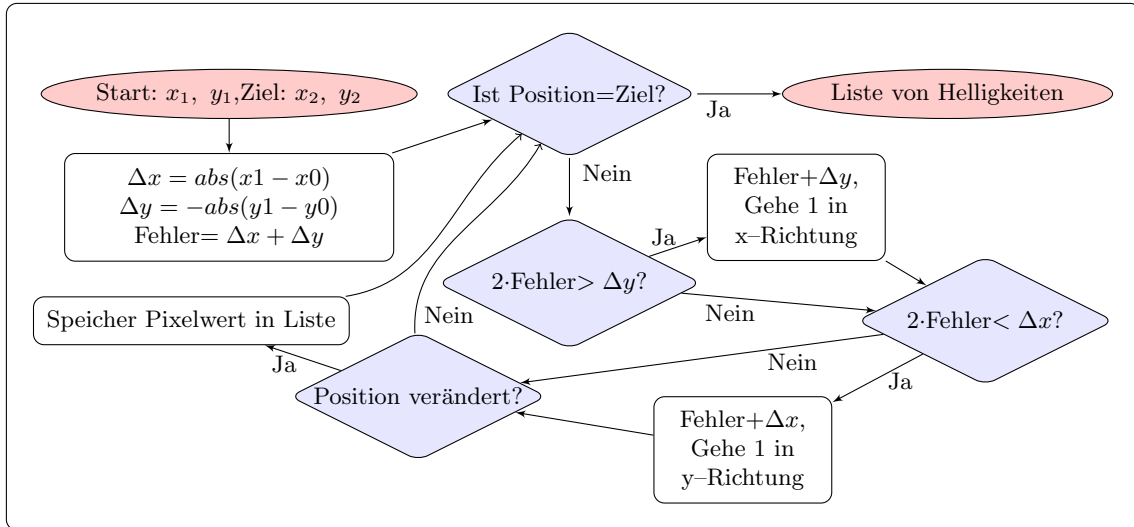 Start: x₁, y₁,Ziel: x₂, y₂
Δx = abs(x1 − x0)
Δy = −abs(y1 − y0)
Fehler= Δx + Δy
Ist Position=Ziel?
Ja
Liste von Helligkeiten
Nein
2·Fehler> Δy?
Ja
Fehler+Δy,
Gehe 1 in
x–Richtung
Nein
2·Fehler< Δx?
Nein
Ja
Fehler+Δx,
Gehe 1 in
y–Richtung
Position verändert?
Nein
Ja
Speicher Pixelwert in Liste